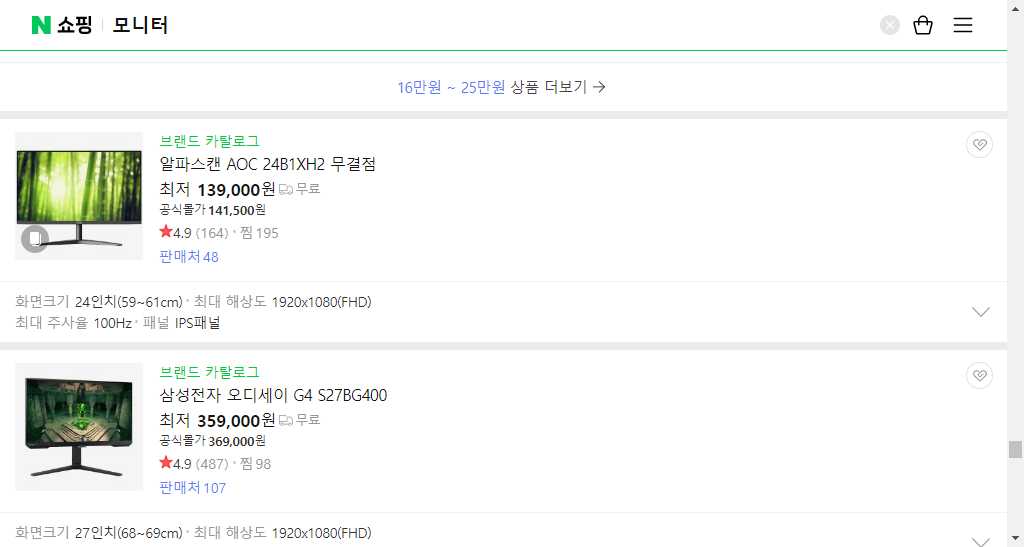 N 쇼핑 모니터
16만원 ~ 25만원 상품 더보기 →
브랜드 카탈로그
알파스캔 AOC 24B1XH2 무결점
최저 139,000원 무료
공식몰가 141,500원
★4.9 (164) · 찜 195
판매처 48
화면크기 24인치(59~61cm) · 최대 해상도 1920x1080(FHD)
최대 주사율 100Hz · 패널 IPS패널
브랜드 카탈로그
삼성전자 오디세이 G4 S27BG400
최저 359,000원 무료
공식몰가 369,000원
★4.9 (487) · 찜 98
판매처 107
화면크기 27인치(68~69cm) · 최대 해상도 1920x1080(FHD)